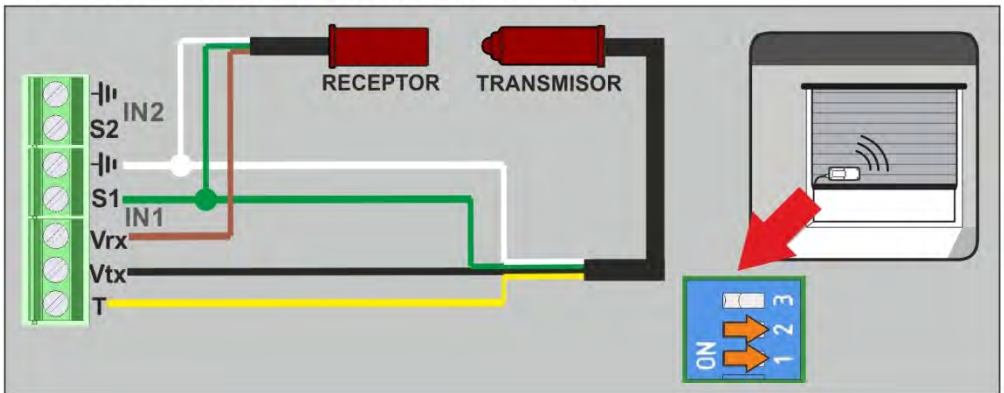 IN2
S2
S1
IN1
Vrx
Vtx
T
RECEPTOR
TRANSMISOR
ON
1 2 3